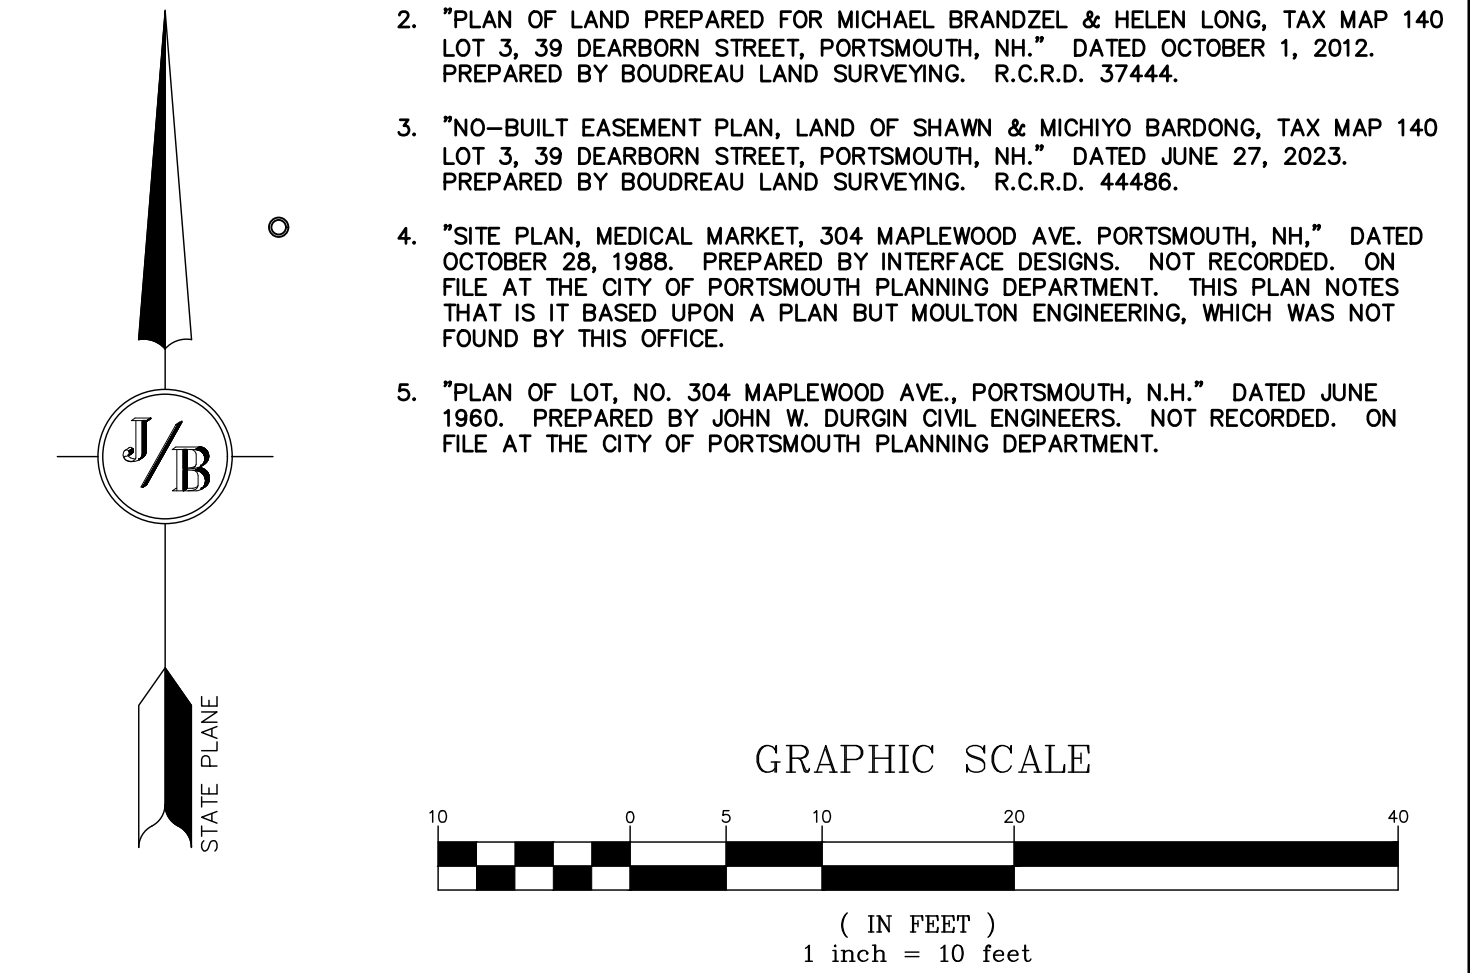 2. "PLAN OF LAND PREPARED FOR MICHAEL BRANDZEL & HELEN LONG, TAX MAP 140
LOT 3, 39 DEARBORN STREET, PORTSMOUTH, NH." DATED OCTOBER 1, 2012.
PREPARED BY BOUDREAU LAND SURVEYING. R.C.R.D. 37444.
3. "NO-BUILT EASEMENT PLAN, LAND OF SHAWN & MICHIYO BARDONG, TAX MAP 140
LOT 3, 39 DEARBORN STREET, PORTSMOUTH, NH." DATED JUNE 27, 2023.
PREPARED BY BOUDREAU LAND SURVEYING. R.C.R.D. 44486.
4. "SITE PLAN, MEDICAL MARKET, 304 MAPLEWOOD AVE. PORTSMOUTH, NH," DATED
OCTOBER 28, 1988. PREPARED BY INTERFACE DESIGNS. NOT RECORDED. ON
FILE AT THE CITY OF PORTSMOUTH PLANNING DEPARTMENT. THIS PLAN NOTES
THAT IS IT BASED UPON A PLAN BUT MOULTON ENGINEERING, WHICH WAS NOT
FOUND BY THIS OFFICE.
5. "PLAN OF LOT, NO. 304 MAPLEWOOD AVE., PORTSMOUTH, N.H." DATED JUNE
1960. PREPARED BY JOHN W. DURGIN CIVIL ENGINEERS. NOT RECORDED. ON
FILE AT THE CITY OF PORTSMOUTH PLANNING DEPARTMENT.
J/B
STATE PLANE
GRAPHIC SCALE
10 0 5 10 20 40
( IN FEET )
1 inch = 10 feet